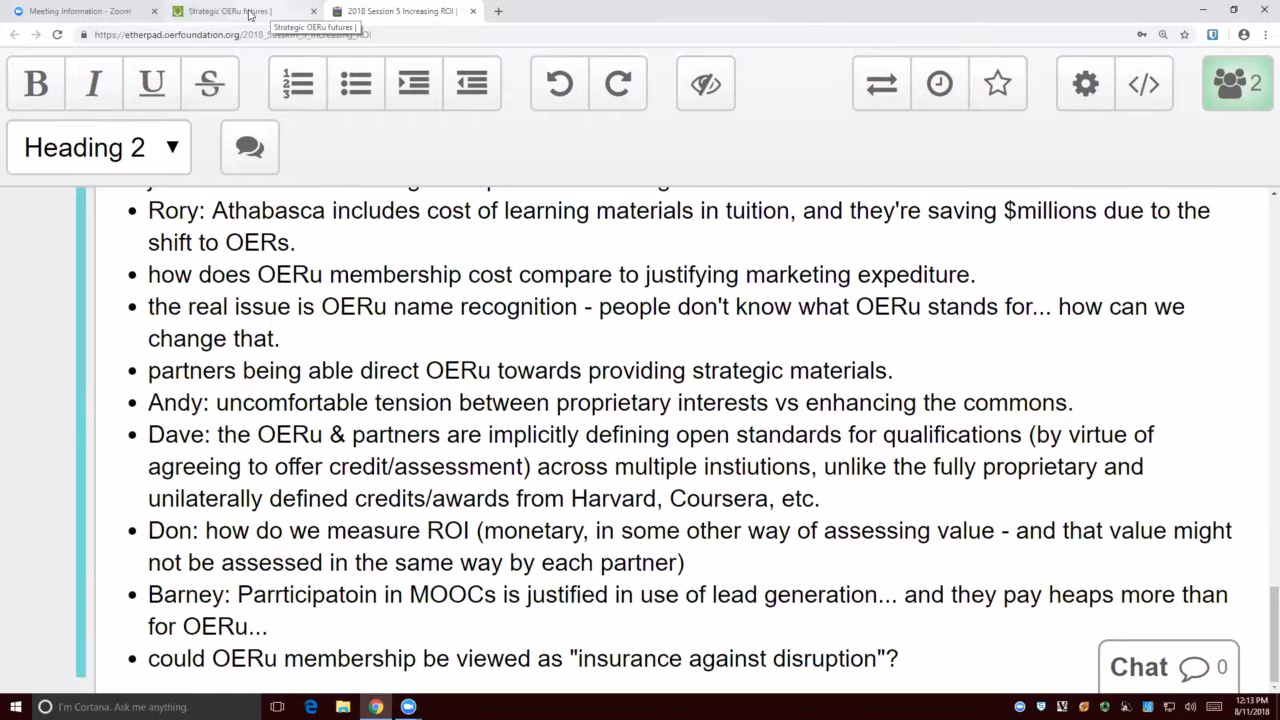 Meeting Information - Zoom
Strategic OERu futures |
2018 Session 5 Increasing ROI |
Strategic OERu futures |
https://etherpad.oerfoundation.org/2018_Session_5_Increasing_ROI
B I U S
2
Heading 2
Rory: Athabasca includes cost of learning materials in tuition, and they're saving $millions due to the
shift to OERs.
how does OERu membership cost compare to justifying marketing expediture.
the real issue is OERu name recognition - people don't know what OERu stands for... how can we
change that.
partners being able direct OERu towards providing strategic materials.
Andy: uncomfortable tension between proprietary interests vs enhancing the commons.
Dave: the OERu & partners are implicitly defining open standards for qualifications (by virtue of
agreeing to offer credit/assessment) across multiple instiutions, unlike the fully proprietary and
unilaterally defined credits/awards from Harvard, Coursera, etc.
Don: how do we measure ROI (monetary, in some other way of assessing value - and that value might
not be assessed in the same way by each partner)
Barney: Parrticipatoin in MOOCs is justified in use of lead generation... and they pay heaps more than
for OERu...
could OERu membership be viewed as "insurance against disruption"?
Chat 0
I'm Cortana. Ask me anything.
12:13 PM
8/11/2018